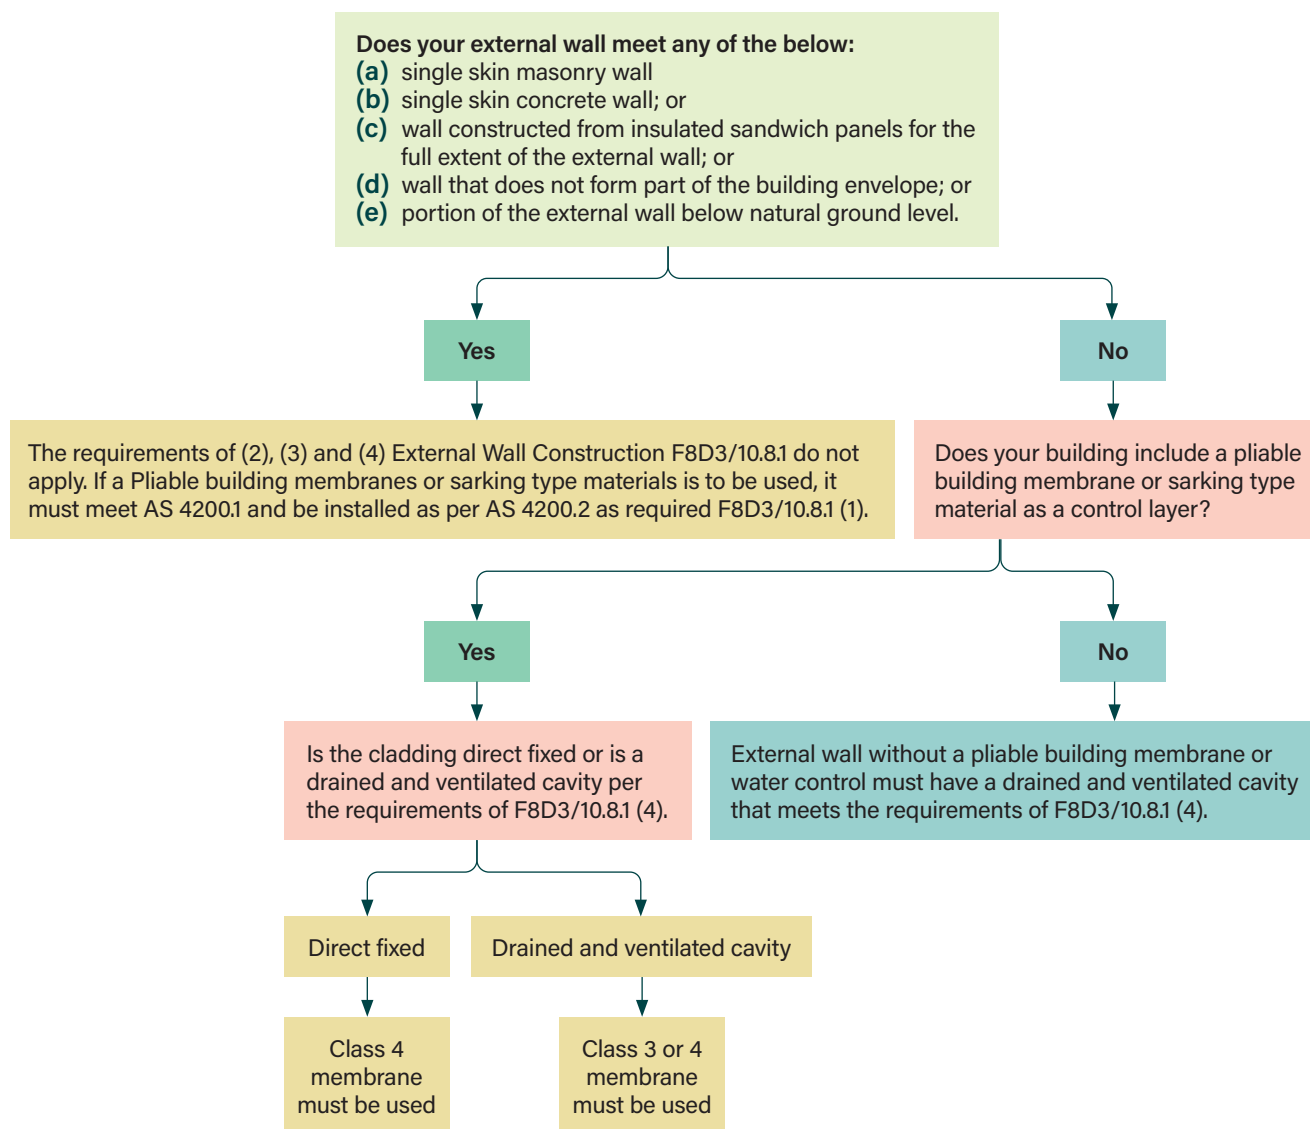 Does your external wall meet any of the below:
(a) single skin masonry wall
(b) single skin concrete wall; or
(c) wall constructed from insulated sandwich panels for the
full extent of the external wall; or
(d) wall that does not form part of the building envelope; or
(e) portion of the external wall below natural ground level.
Yes
No
The requirements of (2), (3) and (4) External Wall Construction F8D3/10.8.1 do not
apply. If a Pliable building membranes or sarking type materials is to be used, it
must meet AS 4200.1 and be installed as per AS 4200.2 as required F8D3/10.8.1 (1).
Does your building include a pliable
building membrane or sarking type
material as a control layer?
Yes
No
Is the cladding direct fixed or is a
drained and ventilated cavity per
the requirements of F8D3/10.8.1 (4).
External wall without a pliable building membrane or
water control must have a drained and ventilated cavity
that meets the requirements of F8D3/10.8.1 (4).
Direct fixed
Drained and ventilated cavity
Class 4
membrane
must be used
Class 3 or 4
membrane
must be used